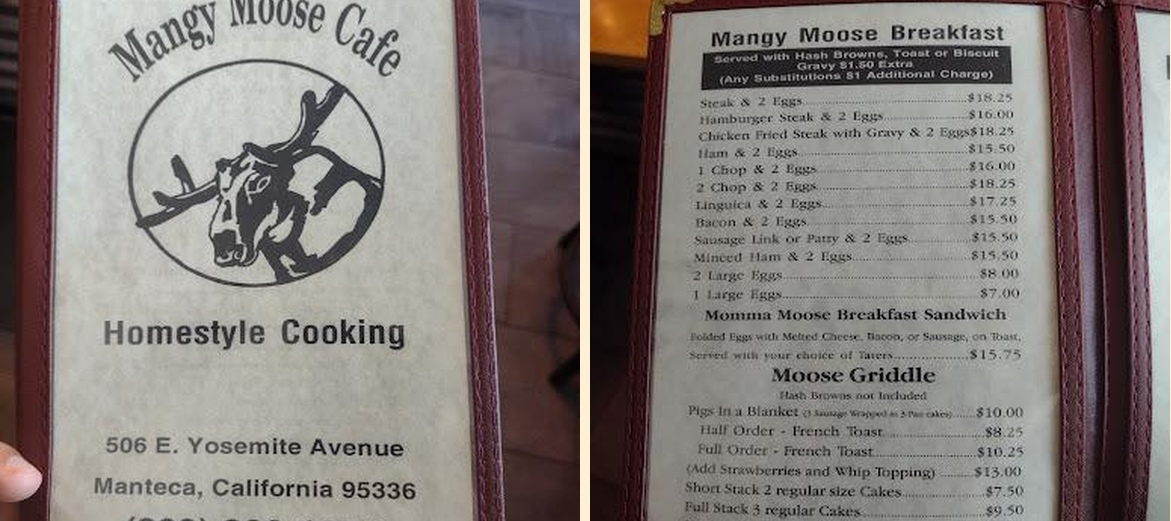 Mangy Moose Cafe
Homestyle Cooking
506 E. Yosemite Avenue
Manteca, California 95336
Mangy Moose Breakfast
Served with Hash Browns, Toast or Biscuit
Gravy $1.50 Extra
(Any Substitutions $1 Additional Charge)
Steak & 2 Eggs $18.25
Hamburger Steak & 2 Eggs $16.00
Chicken Fried Steak with Gravy & 2 Eggs $18.25
Ham & 2 Eggs $15.50
1 Chop & 2 Eggs $16.00
2 Chop & 2 Eggs $18.25
Linguica & 2 Eggs $17.25
Bacon & 2 Eggs $15.50
Sausage Link or Patty & 2 Eggs $15.50
Minced Ham & 2 Eggs $15.50
2 Large Eggs $8.00
1 Large Eggs $7.00
Momma Moose Breakfast Sandwich
Folded Eggs with Melted Cheese, Bacon, or Sausage, on Toast,
Served with your choice of Taters $15.75
Moose Griddle
Hash Browns not Included
Pigs In a Blanket (3 Sausage Wrapped in 3 Pan cakes) $10.00
Half Order - French Toast $8.25
Full Order - French Toast $10.25
(Add Strawberries and Whip Topping) $13.00
Short Stack 2 regular size Cakes $7.50
Full Stack 3 regular Cakes $9.50